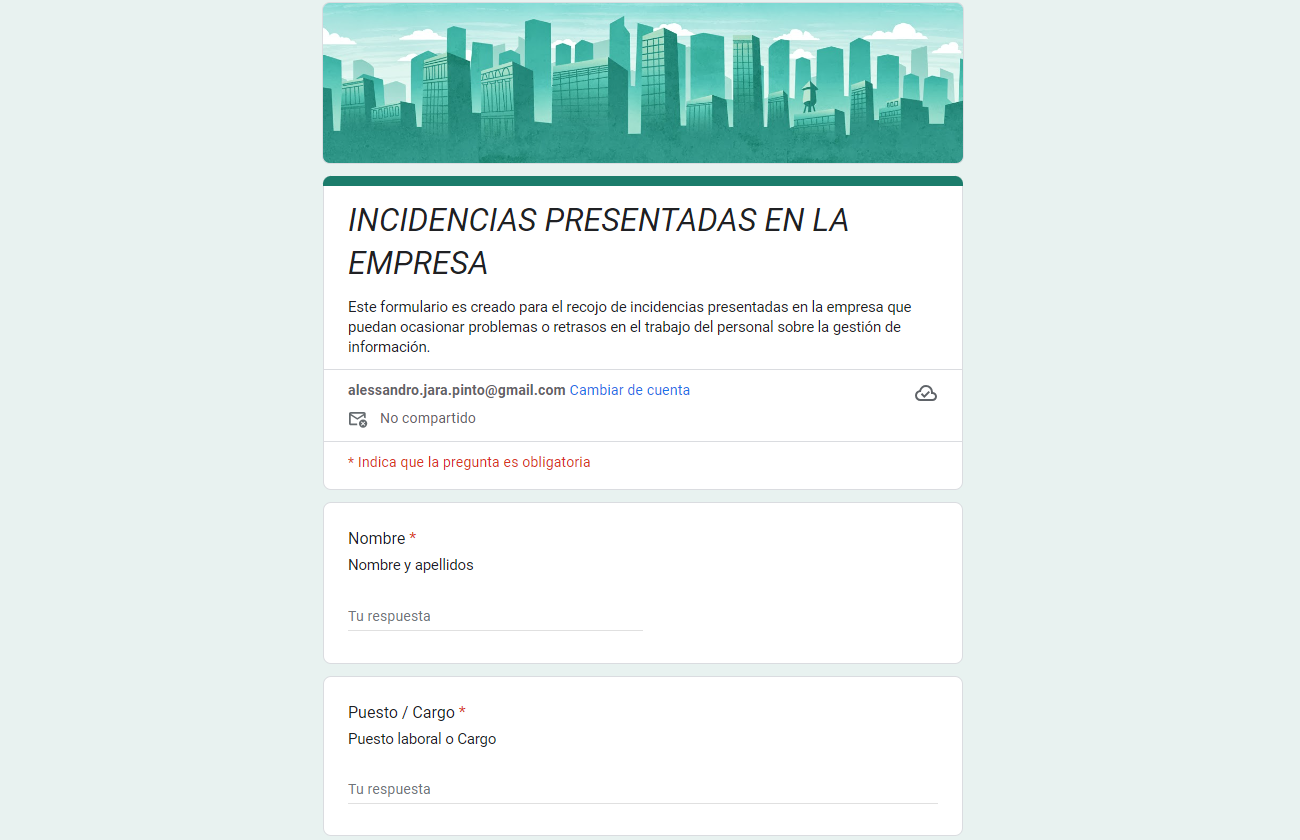 INCIDENCIAS PRESENTADAS EN LA
EMPRESA
Este formulario es creado para el recojo de incidencias presentadas en la empresa que
puedan ocasionar problemas o retrasos en el trabajo del personal sobre la gestión de
información.
alessandro.jara.pinto@gmail.com Cambiar de cuenta
No compartido
* Indica que la pregunta es obligatoria
Nombre *
Nombre y apellidos
Tu respuesta
Puesto / Cargo *
Puesto laboral o Cargo
Tu respuesta